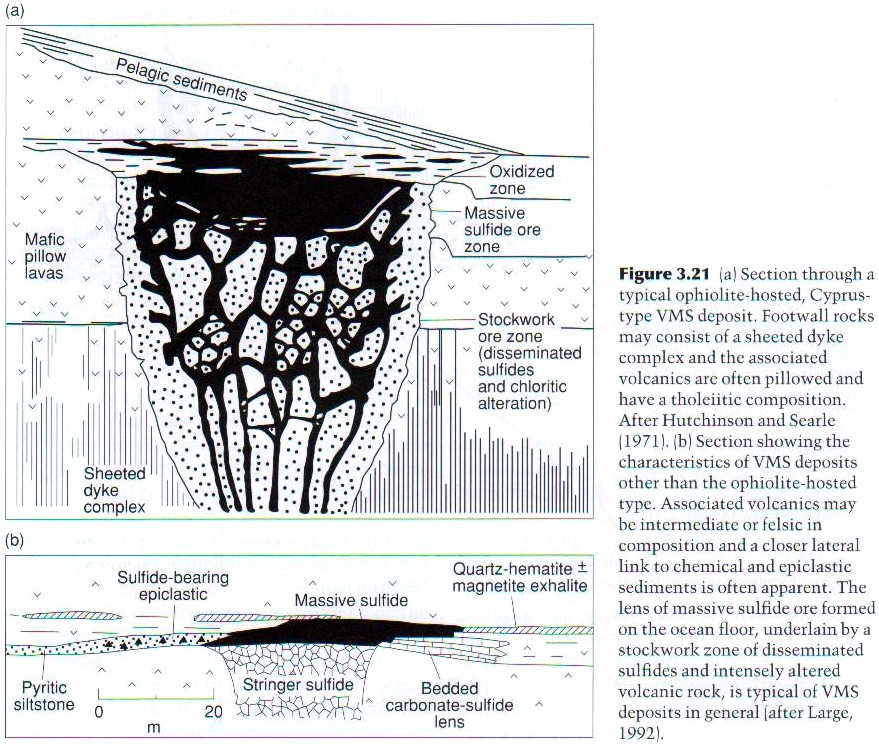 (a)
Pelagic sediments
Oxidized
zone
Massive
sulfide ore
zone
Mafic
pillow
lavas
Stockwork
ore zone
(disseminated
sulfides
and chloritic
alteration)
Sheeted
dyke
complex
(b)
Sulfide-bearing
epiclastic
Massive sulfide
Quartz-hematite ±
magnetite exhalite
Pyritic
siltstone
0 20
m
Stringer sulfide
Bedded
carbonate-sulfide
lens
Figure 3.21 (a) Section through a
typical ophiolite-hosted, Cyprus-
type VMS deposit. Footwall rocks
may consist of a sheeted dyke
complex and the associated
volcanics are often pillowed and
have a tholeiitic composition.
After Hutchinson and Searle
(1971). (b) Section showing the
characteristics of VMS deposits
other than the ophiolite-hosted
type. Associated volcanics may
be intermediate or felsic in
composition and a closer lateral
link to chemical and epiclastic
sediments is often apparent. The
lens of massive sulfide ore formed
on the ocean floor, underlain by a
stockwork zone of disseminated
sulfides and intensely altered
volcanic rock, is typical of VMS
deposits in general (after Large,
1992).